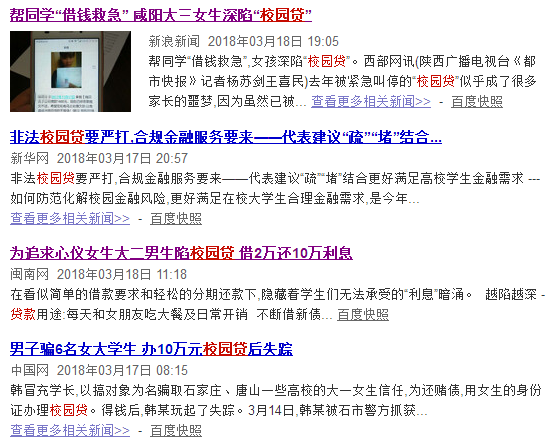 帮同学“借钱救急” 咸阳大三女生深陷“校园贷”
新浪新闻 2018年03月18日 19:05
帮同学“借钱救急”,女孩深陷“校园贷”。西部网讯(陕西广播电视台《都
市快报》记者杨苏剑王喜民)去年被紧急叫停的“校园贷”似乎成了很多
家长的噩梦,因为虽然已被... 查看更多相关新闻>> - 百度快照
非法校园贷要严打,合规金融服务要来——代表建议“疏”“堵”结合...
新华网 2018年03月17日 20:57
非法校园贷要严打,合规金融服务要来——代表建议“疏”“堵”结合更好满足高校学生金融需求 ---
如何防范化解校园金融风险,更好满足在校大学生合理金融需求,是今年...
查看更多相关新闻>> - 百度快照
为追求心仪女生大二男生陷校园贷 借2万还10万利息
闽南网 2018年03月18日 11:18
在看似简单的借款要求和轻松的分期还款下,隐藏着学生们无法承受的“利息”暗涌。 越陷越深 -
贷款用途:每天和女朋友吃大餐及日常开销 不断借新债... 百度快照
男子骗6名女大学生 办10万元校园贷后失踪
中国网 2018年03月17日 08:15
韩冒充学长,以搞对象为名骗取石家庄、唐山一些高校的大一女生信任,为还赌债,用女生的身份
证办理校园贷。得钱后,韩某玩起了失踪。3月14日,韩某被石市警方抓获...
查看更多相关新闻>> - 百度快照